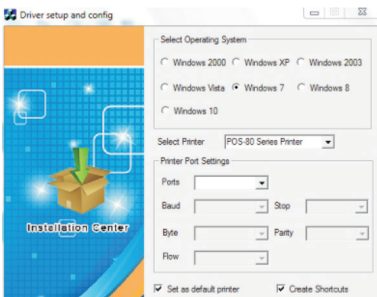 Driver setup and config
Select Operating System
Windows 2000 Windows XP Windows 2003
Windows Vista Windows 7 Windows 8
Windows 10
Select Printer POS-80 Series Printer
Printer Port Settings
Ports
Baud Stop
Byte Parity
Flow
Installation Center
Set as default printer Create Shortcuts